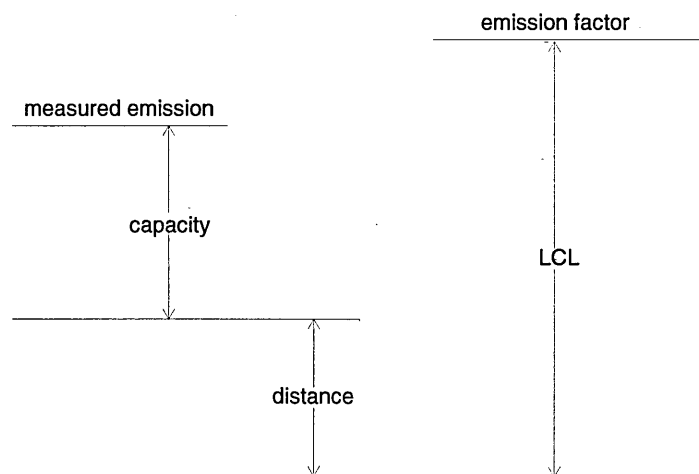 emission factor
measured emission
capacity
LCL
distance